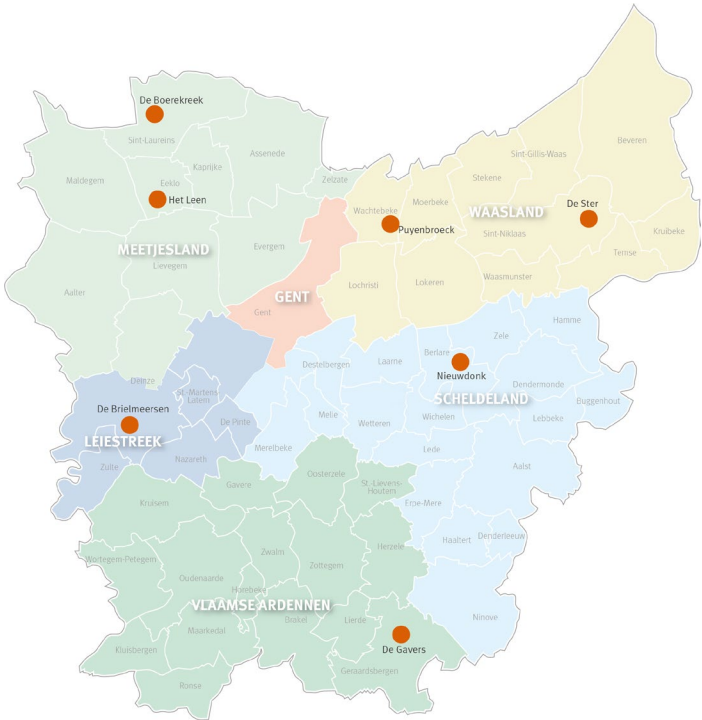 De Boerekreek
Sint-Laureins
Assenede
Kaprijke
Maldegem
Eeklo
Het Leen
Zelzate
MEETJESLAND
Evergem
Lievegem
Aalter
GENT
Gent
Beveren
Sint-Gillis-Waas
Stekene
Moerbeke
Wachtebeke
WAASLAND
De Ster
Puyenbroeck
Sint-Niklaas
Kruibeke
Temse
Waasmunster
Lokeren
Lochristi
Hamme
Zele
Destelbergen
Laarne
Berlare
Nieuwdonk
SCHELDELAND
Dendermonde
Buggenhout
Lebbeke
Melle
Wetteren
Wichelen
Merelbeke
Lede
Aalst
Erpe-Mere
Haaltert
Denderleeuw
Ninove
Deinze
St.-Martens
Latem
De Brielmeersen
De Pinte
LEIESTREEK
Zulte
Nazareth
Gavere
Oosterzele
St.-Lievens-
Houtem
Kruisem
Herzele
Zwalm
Zottegem
Wortegem-Petegem
Oudenaarde
Horebeke
VLAAMSE ARDENNEN
Brakel
Lierde
Maarkedal
Kluisbergen
De Gavers
Geraardsbergen
Ronse